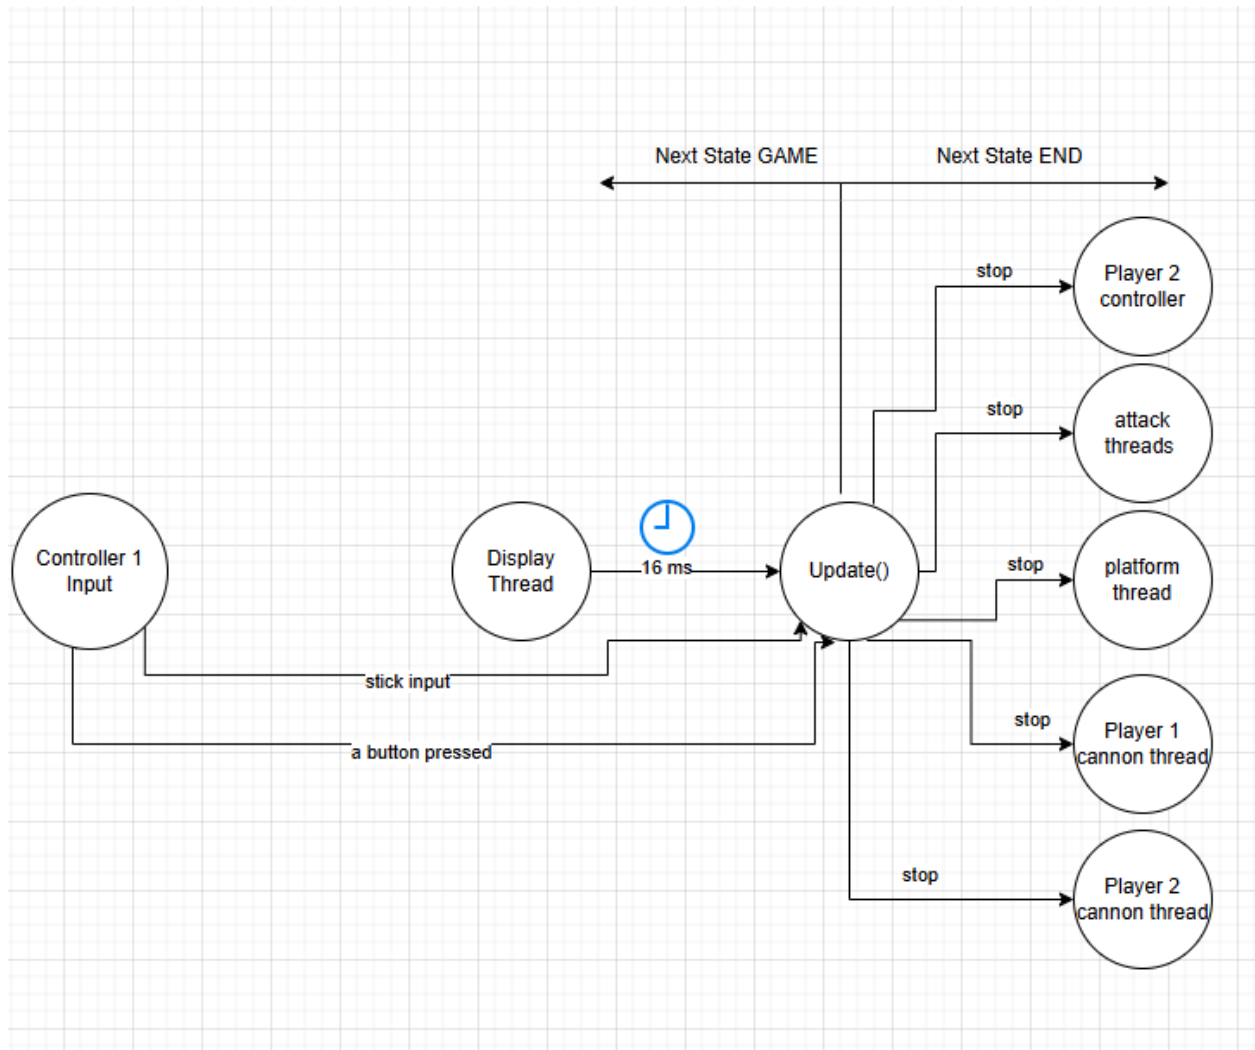 Next State GAME
Next State END
stop
Player 2
controller
stop
attack
threads
Controller 1
Input
Display
Thread
16 ms
Update()
stop
platform
thread
stick input
a button pressed
stop
Player 1
cannon thread
stop
Player 2
cannon thread